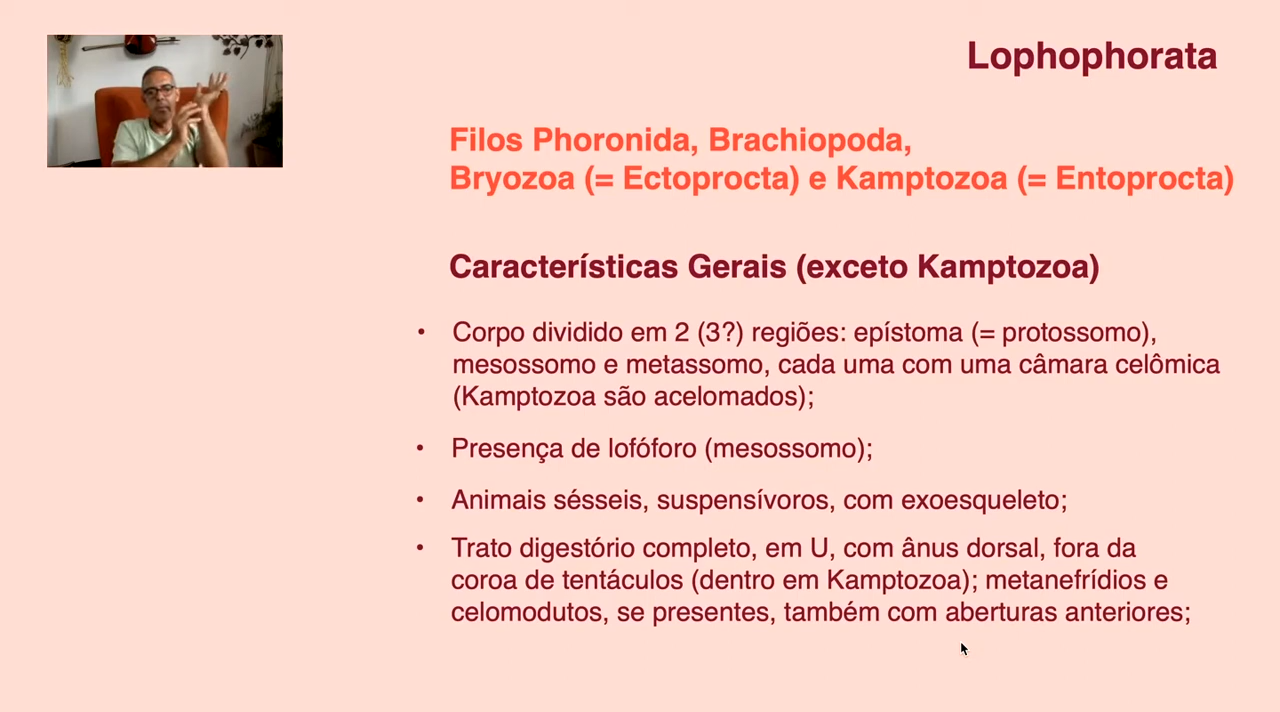 Lophophorata
Filos Phoronida, Brachiopoda,
Bryozoa (= Ectoprocta) e Kamptozoa (= Entoprocta)
Características Gerais (exceto Kamptozoa)
• Corpo dividido em 2 (3?) regiões: epístoma (= protossomo),
mesossomo e metassomo, cada uma com uma câmara celômica
(Kamptozoa são acelomados);
• Presença de lofóforo (mesossomo);
• Animais sésseis, suspensívoros, com exoesqueleto;
• Trato digestório completo, em U, com ânus dorsal, fora da
coroa de tentáculos (dentro em Kamptozoa); metanefrídios e
celomodutos, se presentes, também com aberturas anteriores;